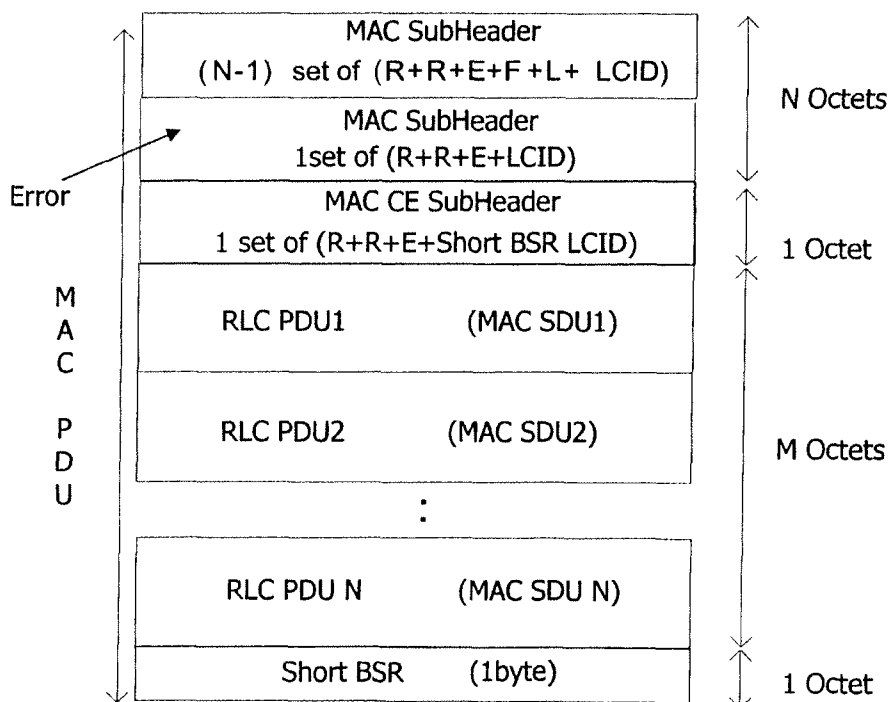 MAC SubHeader
(N-1) set of (R+R+E+F+L+ LCID)
N Octets
MAC SubHeader
1set of (R+R+E+LCID)
Error
MAC CE SubHeader
1 set of (R+R+E+Short BSR LCID)
1 Octet
MAC PDU
RLC PDU1 (MAC SDU1)
RLC PDU2 (MAC SDU2)
M Octets
:
RLC PDU N (MAC SDU N)
Short BSR (1byte)
1 Octet